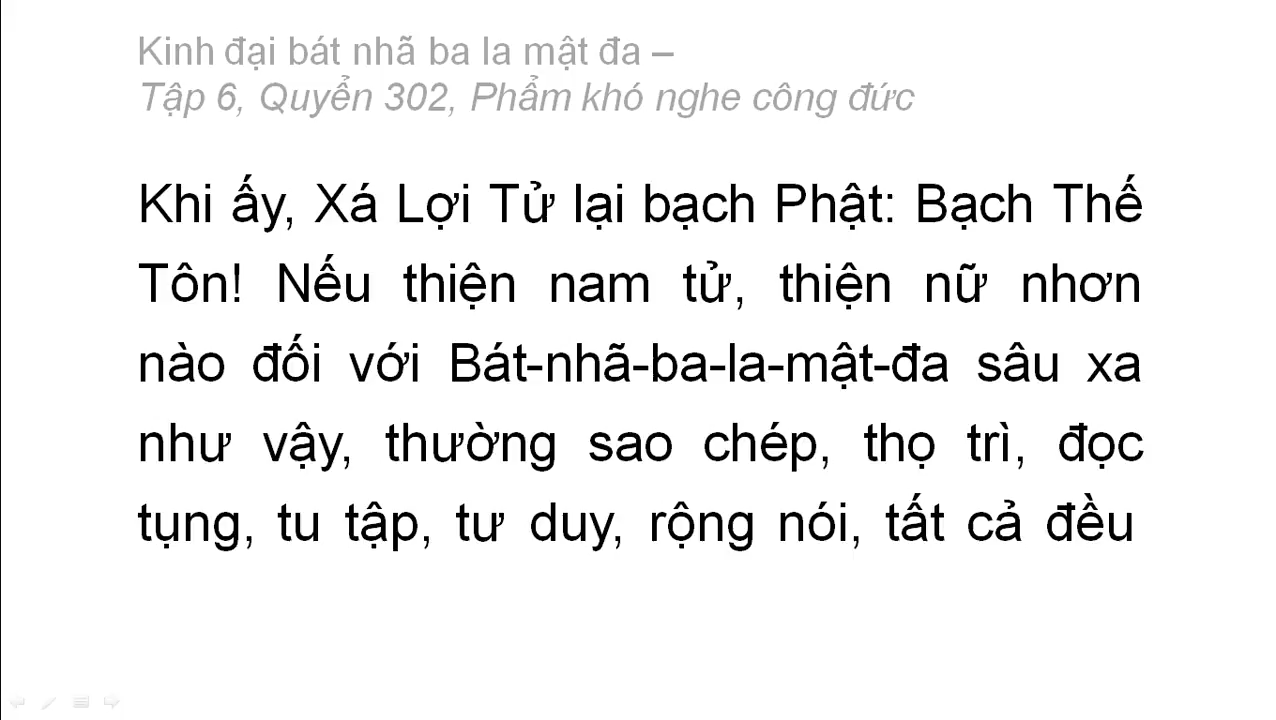 Kinh đại bát nhã ba la mật đa –
Tập 6, Quyển 302, Phẩm khó nghe công đức
Khi ấy, Xá Lợi Tử lại bạch Phật: Bạch Thế
Tôn! Nếu thiện nam tử, thiện nữ nhơn
nào đối với Bát-nhã-ba-la-mật-đa sâu xa
như vậy, thường sao chép, thọ trì, đọc
tụng, tu tập, tư duy, rộng nói, tất cả đều